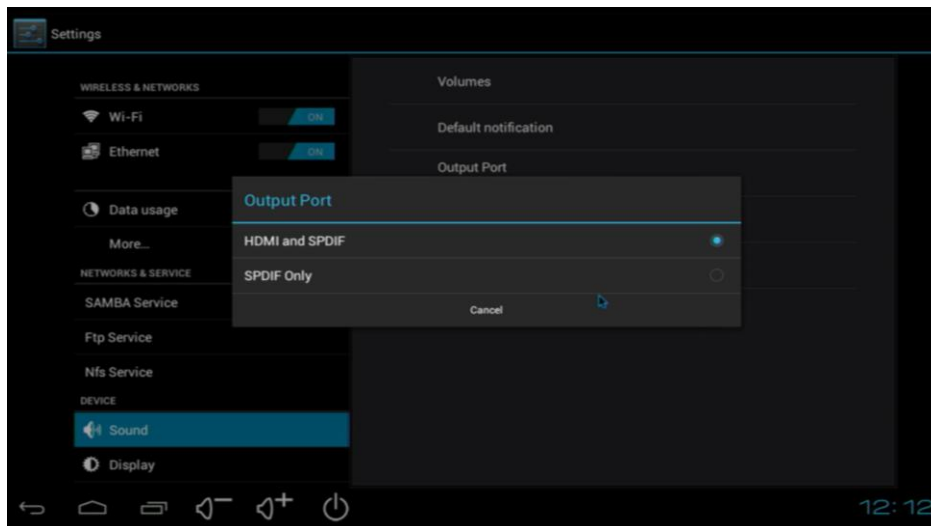 Settings
WIRELESS & NETWORKS
Wi-Fi ON
Ethernet ON
Data usage
More...
NETWORKS & SERVICE
SAMBA Service
Ftp Service
Nfs Service
DEVICE
Sound
Display
Volumes
Default notification
Output Port
Output Port
HDMI and SPDIF
SPDIF Only
Cancel
12:12